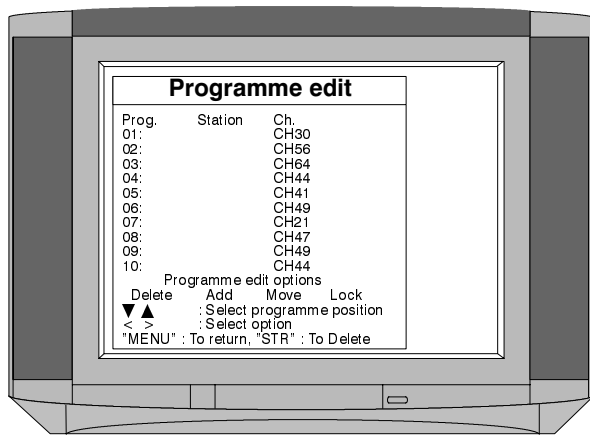 Programme edit
Prog. Station Ch.
01: CH30
02: CH56
03: CH64
04: CH44
05: CH41
06: CH49
07: CH21
08: CH47
09: CH49
10: CH44
Programme edit options
Delete Add Move Lock
▼ ▲ : Select programme position
< > : Select option
"MENU" : To return, "STR" : To Delete